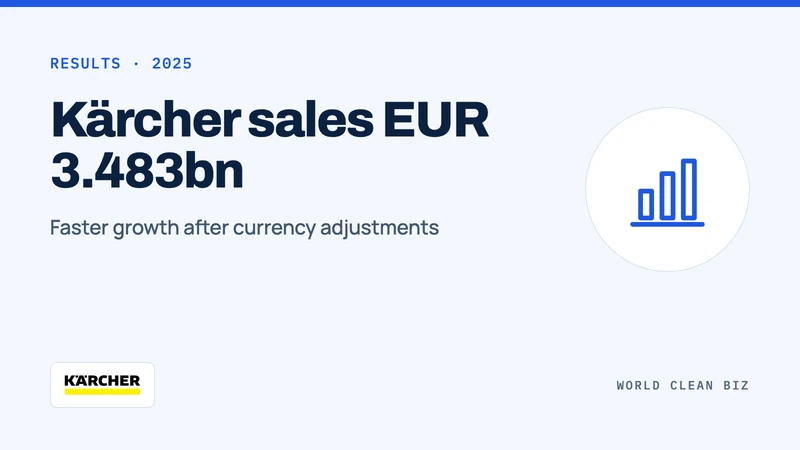 RESULTS · 2025
Kärcher sales EUR
3.483bn
Faster growth after currency adjustments
KÄRCHER
WORLD CLEAN BIZ